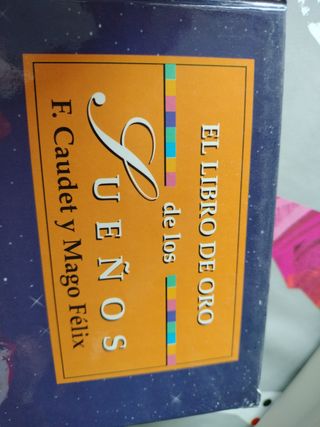 EL LIBRO DE ORO
de los
SUEÑOS
F. Caudet y Mago Félix